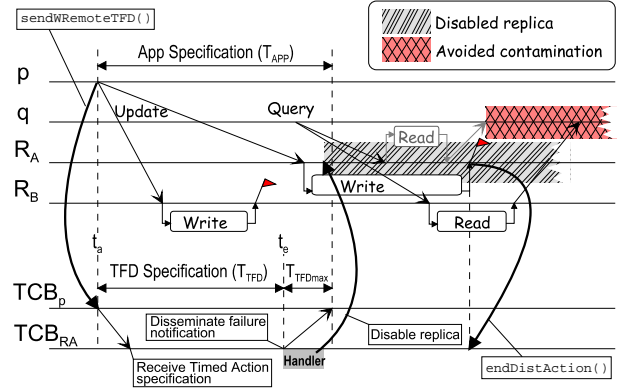 sendWRemoteTFD()
Disabled replica
Avoided contamination
App Specification (T_APP)
p
q
Update
Query
Read
R_A
Write
R_B
Write
Read
t_a
t_e
TFD Specification (T_TFD)
T_TFDmax
TCB_p
Disseminate failure
notification
Disable replica
TCB_RA
Handler
Receive Timed Action
specification
endDistAction()